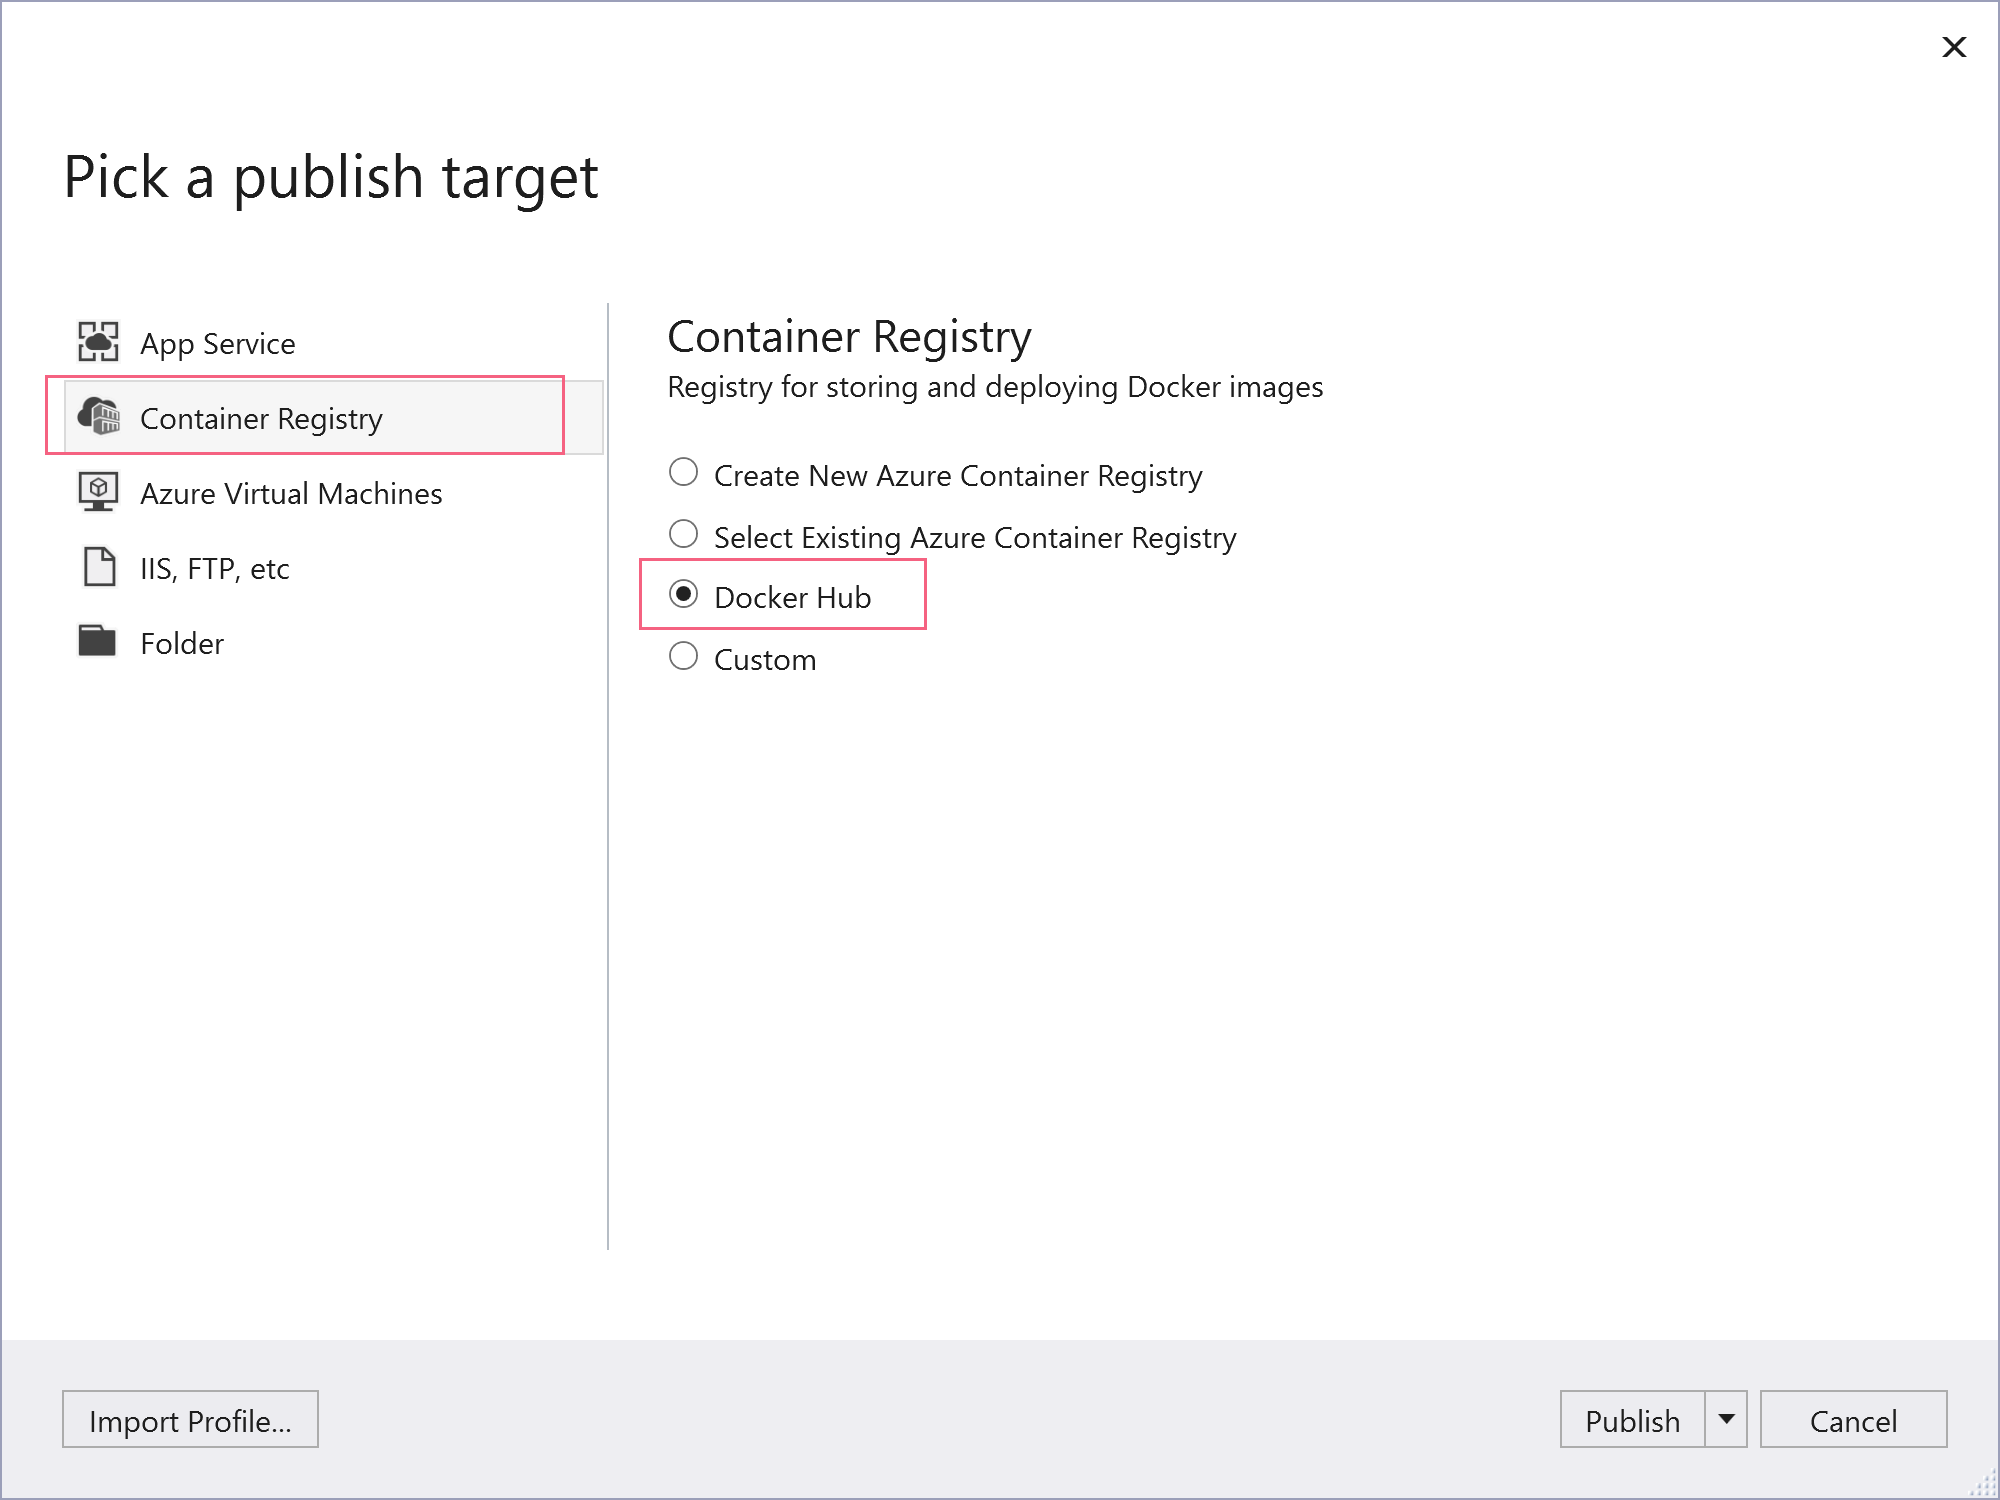 Pick a publish target
App Service
Container Registry
Azure Virtual Machines
IIS, FTP, etc
Folder
Container Registry
Registry for storing and deploying Docker images
Create New Azure Container Registry
Select Existing Azure Container Registry
Docker Hub
Custom
Import Profile...
Publish
Cancel